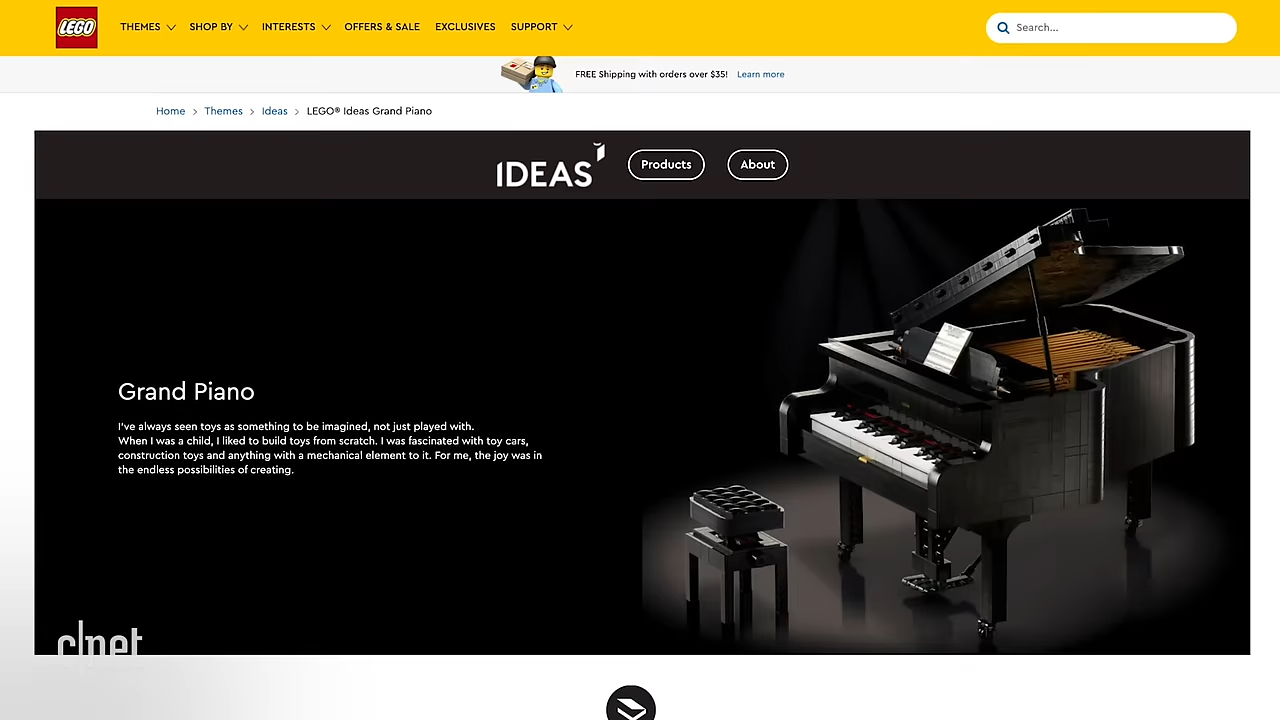 LEGO
THEMES
SHOP BY
INTERESTS
OFFERS & SALE
EXCLUSIVES
SUPPORT
Search...
FREE Shipping with orders over $35! Learn more
Home > Themes > Ideas > LEGO® Ideas Grand Piano
IDEAS
Products
About
Grand Piano
I've always seen toys as something to be imagined, not just played with.
When I was a child, I liked to build toys from scratch. I was fascinated with toy cars,
construction toys and anything with a mechanical element to it. For me, the joy was in
the endless possibilities of creating.
c|net